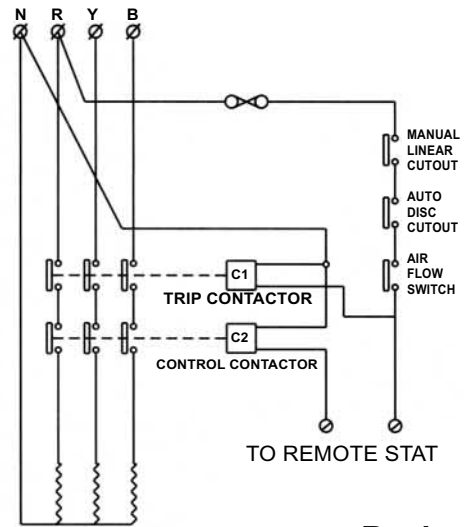 N R Y B
MANUAL
LINEAR
CUTOUT
AUTO
DISC
CUTOUT
AIR
FLOW
SWITCH
C1
TRIP CONTACTOR
C2
CONTROL CONTACTOR
TO REMOTE STAT